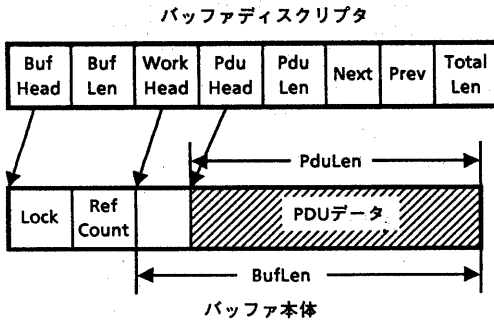 バッファディスクリプタ
Buf Head
Buf Len
Work Head
Pdu Head
Pdu Len
Next
Prev
Total Len
PduLen
Lock
Ref Count
PDUデータ
BufLen
バッファ本体